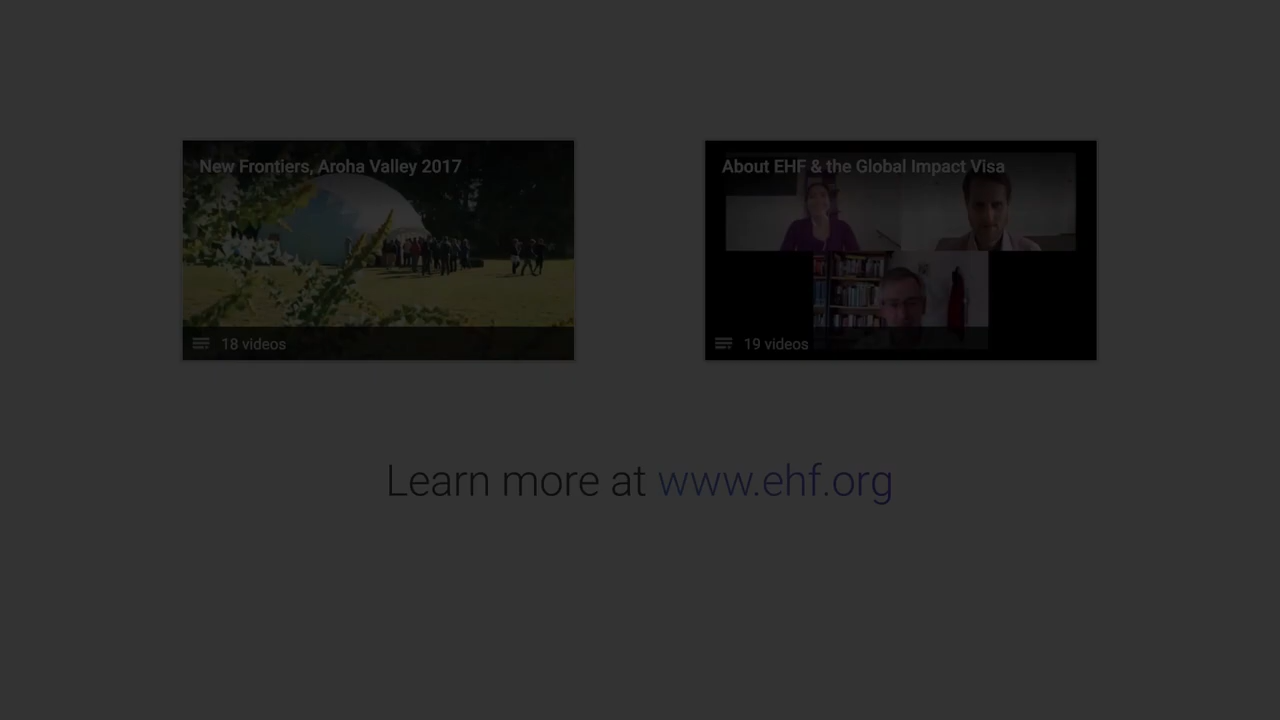 New Frontiers, Aroha Valley 2017
18 videos
About EHF & the Global Impact Visa
19 videos
Learn more at www.ehf.org